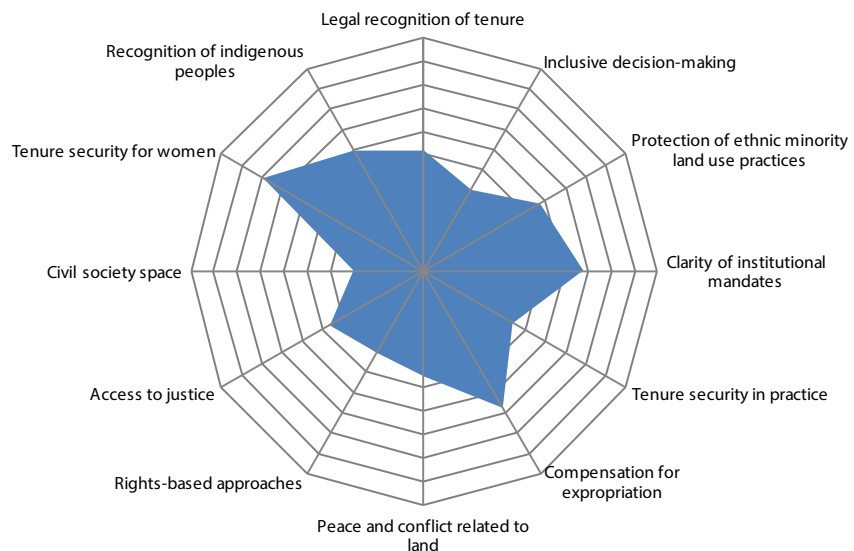 Legal recognition of tenure
Inclusive decision-making
Protection of ethnic minority
land use practices
Clarity of institutional
mandates
Tenure security in practice
Compensation for
expropriation
Peace and conflict related to
land
Rights-based approaches
Access to justice
Civil society space
Tenure security for women
Recognition of indigenous
peoples